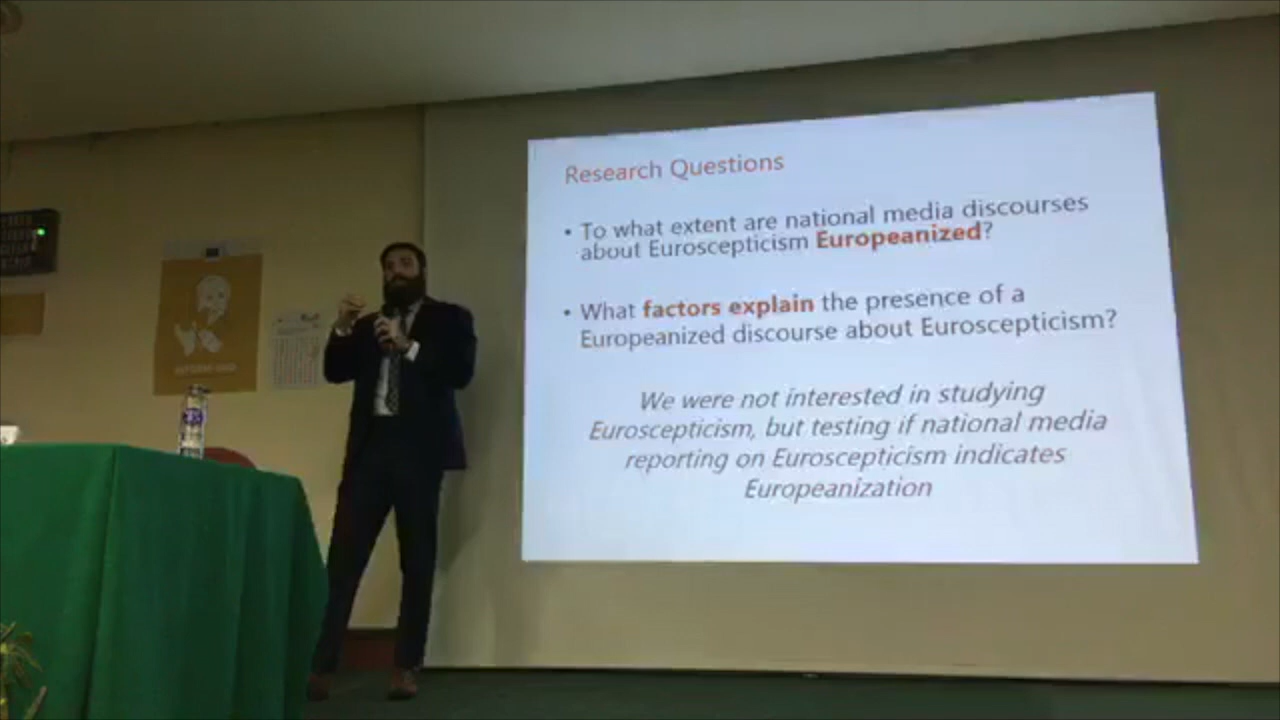 Research Questions
• To what extent are national media discourses
about Euroscepticism Europeanized?
• What factors explain the presence of a
Europeanized discourse about Euroscepticism?
We were not interested in studying
Euroscepticism, but testing if national media
reporting on Euroscepticism indicates
Europeanization